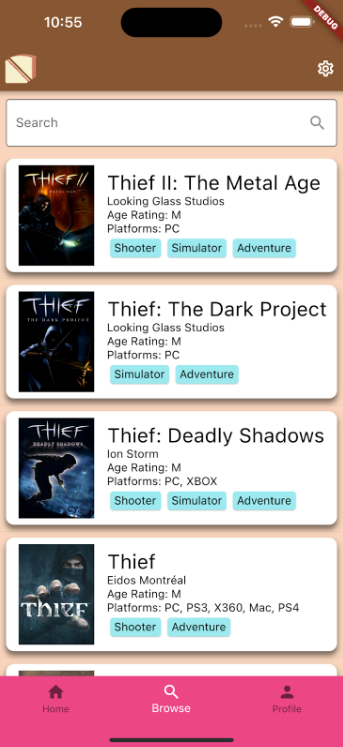 10:55
DEBUG
Search
THIEF II
Thief II: The Metal Age
Looking Glass Studios
Age Rating: M
Platforms: PC
Shooter Simulator Adventure
THIEF
THE DARK PROJECT
Thief: The Dark Project
Looking Glass Studios
Age Rating: M
Platforms: PC
Simulator Adventure
THIEF
DEADLY SHADOWS
Thief: Deadly Shadows
Ion Storm
Age Rating: M
Platforms: PC, XBOX
Shooter Simulator Adventure
THIEF
Thief
Eidos Montréal
Age Rating: M
Platforms: PC, PS3, X360, Mac, PS4
Shooter Adventure
Home
Browse
Profile